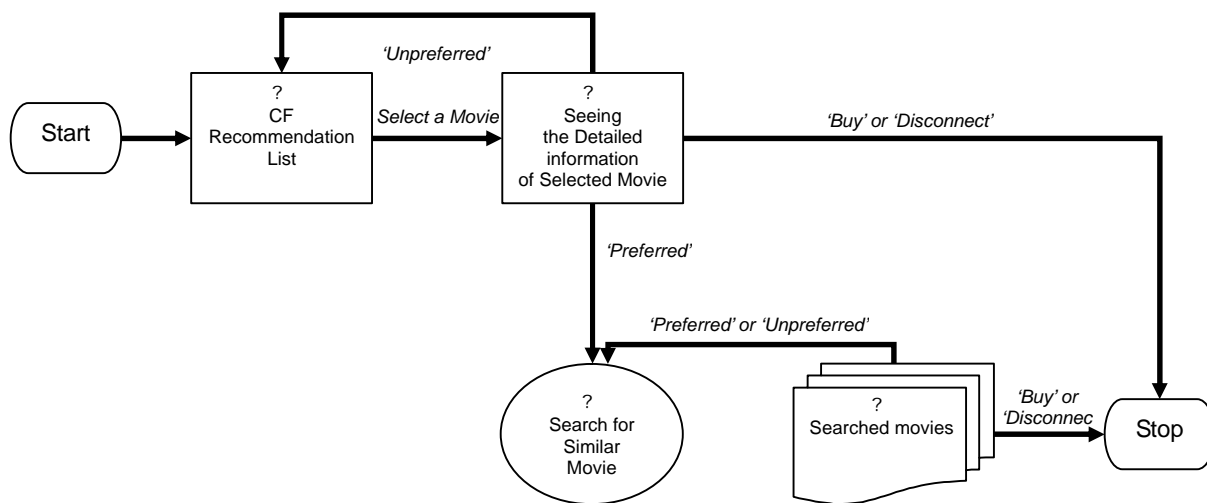 ‘Unpreferred’
?
CF
Recommendation
List
Start
Select a Movie
?
Seeing
the Detailed
information
of Selected Movie
‘Buy’ or ‘Disconnect’
‘Preferred’
‘Preferred’ or ‘Unpreferred’
?
Search for
Similar
Movie
?
Searched movies
‘Buy’ or
‘Disconnec
Stop